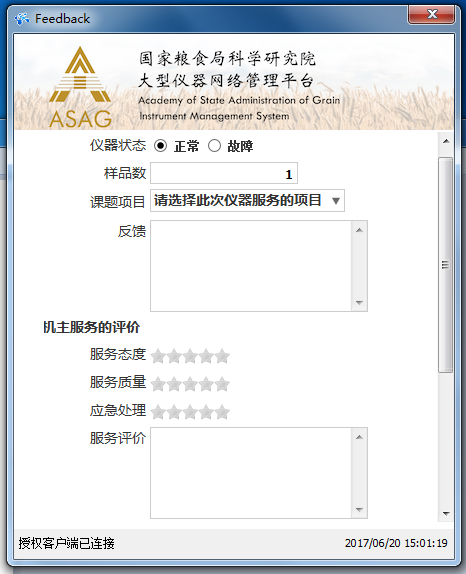 Feedback
国家粮食局科学研究院
大型仪器网络管理平台
Academy of State Administration of Grain
Instrument Management System
ASAG
仪器状态 正常 故障
样品数 1
课题项目 请选择此次仪器服务的项目
反馈
机主服务的评价
服务态度
服务质量
应急处理
服务评价
授权客户端已连接 2017/06/20 15:01:19